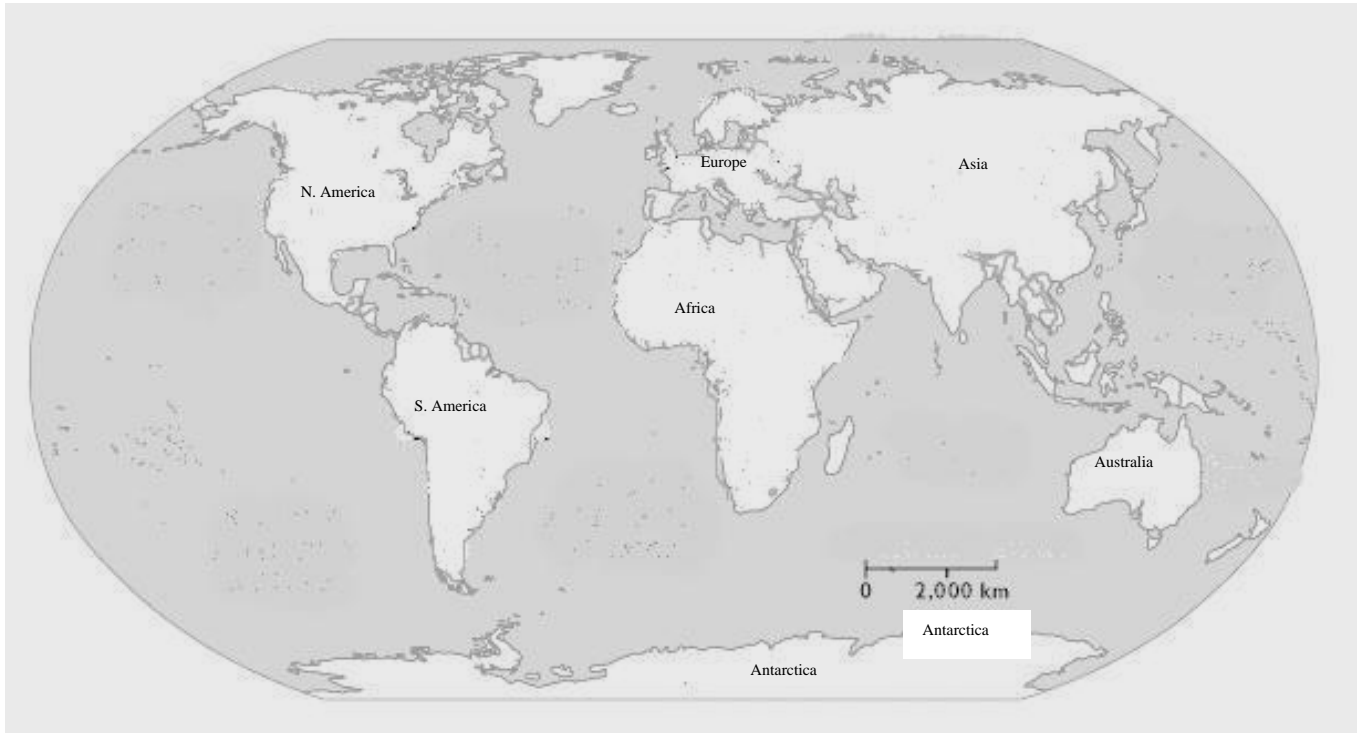 Europe
Asia
N. America
Africa
S. America
Australia
0 2,000 km
Antarctica
Antarctica